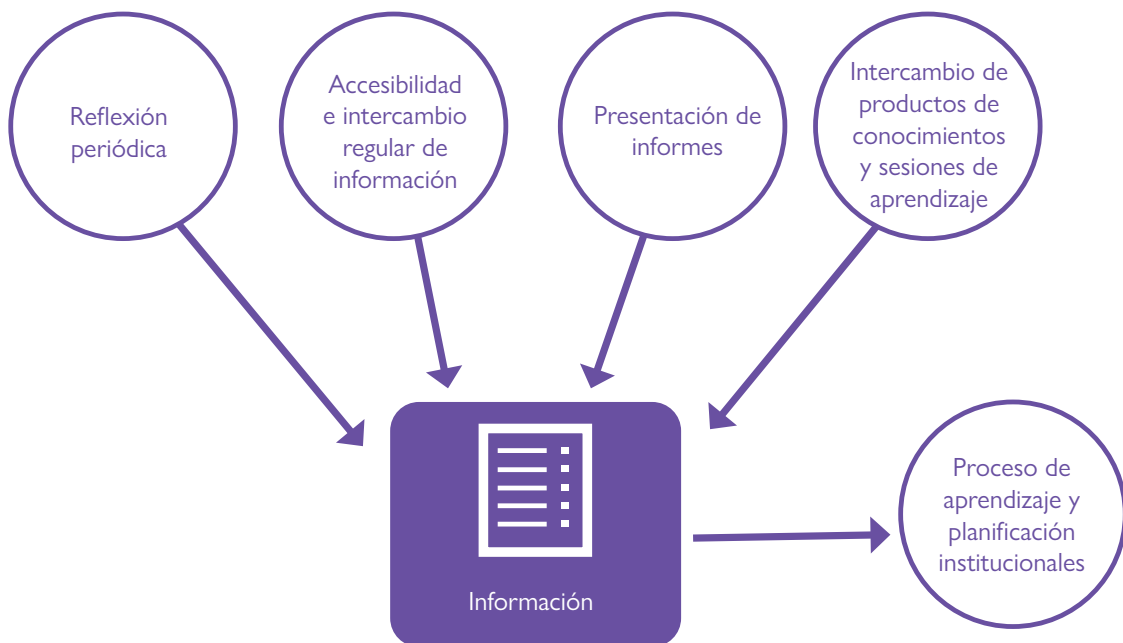 Reflexión
periódica
Accesibilidad
e intercambio
regular de
información
Presentación de
informes
Intercambio de
productos de
conocimientos
y sesiones de
aprendizaje
Información
Proceso de
aprendizaje y
planificación
institucionales